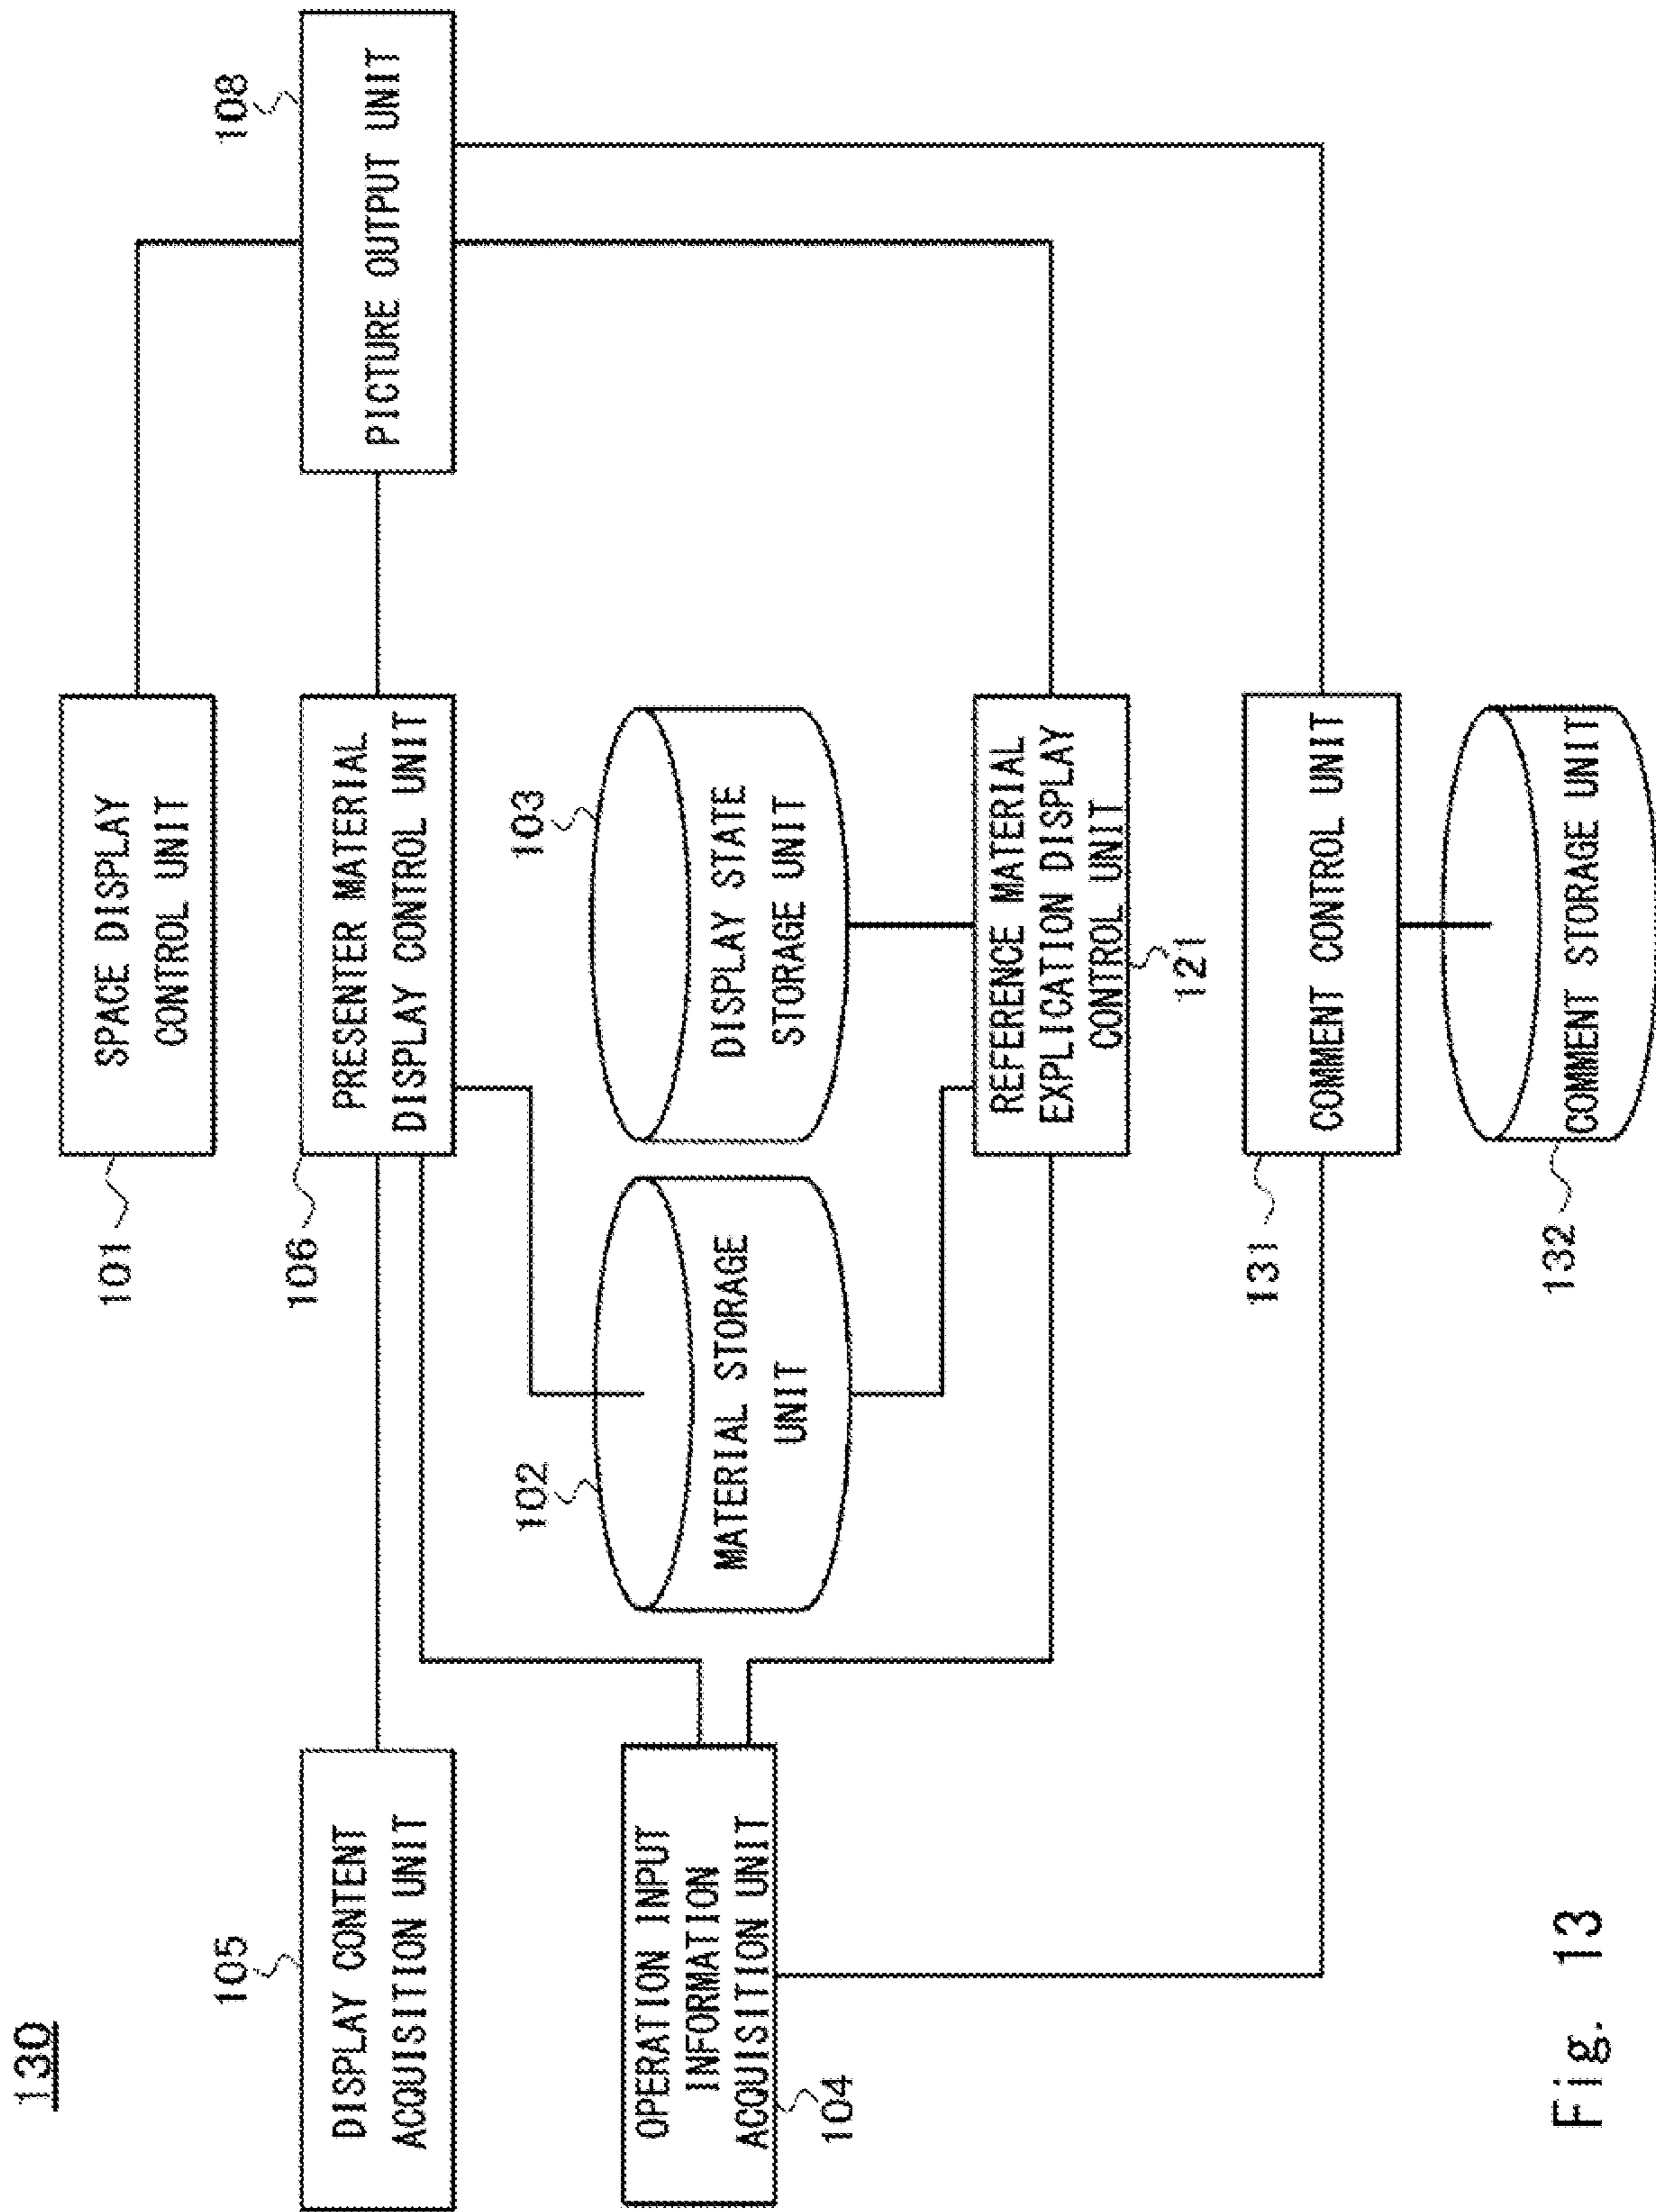 130
101
SPACE DISPLAY
CONTROL UNIT
105
DISPLAY CONTENT
ACQUISITION UNIT
106
PRESENTER MATERIAL
DISPLAY CONTROL UNIT
108
PICTURE OUTPUT UNIT
102
MATERIAL STORAGE
UNIT
103
DISPLAY STATE
STORAGE UNIT
OPERATION INPUT
INFORMATION
ACQUISITION UNIT
104
REFERENCE MATERIAL
EXPLICATION DISPLAY
CONTROL UNIT
121
131
COMMENT CONTROL UNIT
132
COMMENT STORAGE UNIT
Fig. 13